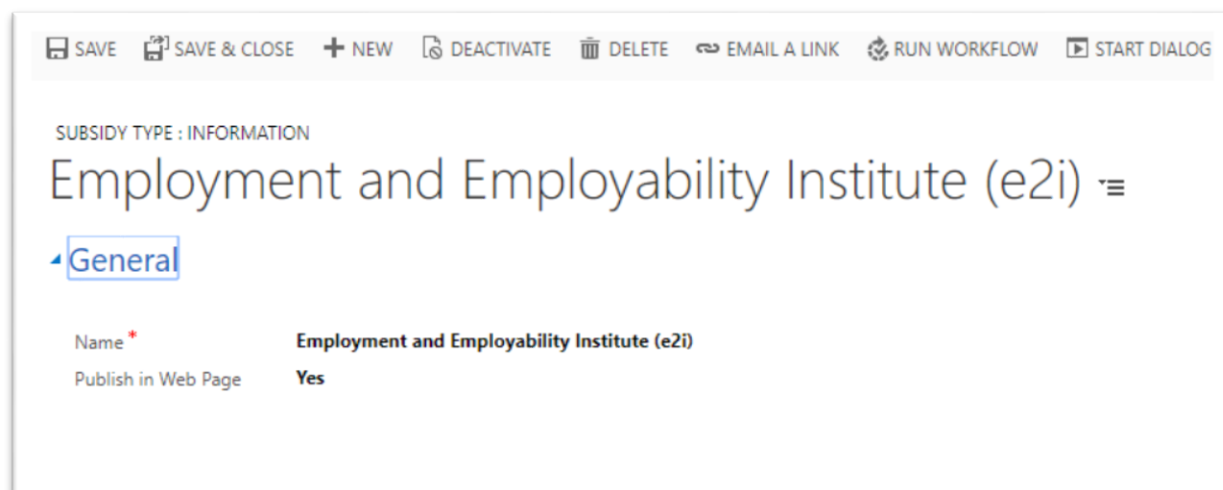 SAVE SAVE & CLOSE NEW DEACTIVATE DELETE EMAIL A LINK RUN WORKFLOW START DIALOG
SUBSIDY TYPE : INFORMATION
Employment and Employability Institute (e2i)
General
Name * Employment and Employability Institute (e2i)
Publish in Web Page Yes